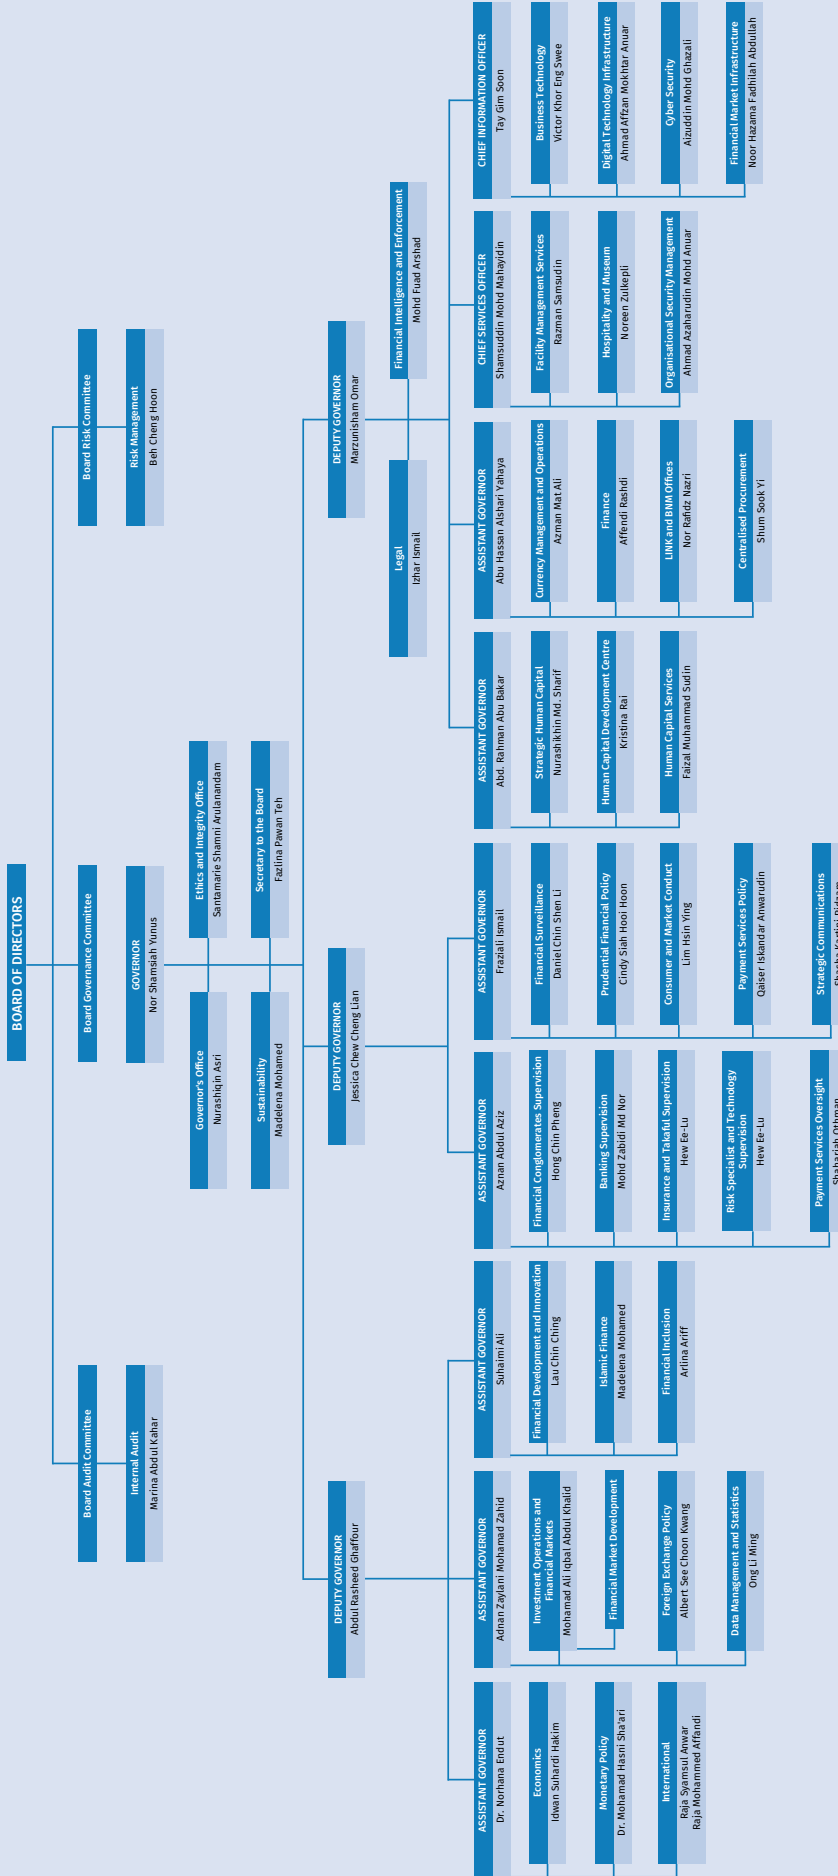 BOARD OF DIRECTORS
Board Audit Committee
Board Governance Committee
Board Risk Committee
Internal Audit
Marina Abdul Kahar
GOVERNOR
Nor Shamsiah Yunus
Risk Management
Beh Cheng Hoon
Governor's Office
Nurashiqin Asri
Ethics and Integrity Office
Santamarie Shamni Arulanandam
Sustainability
Madelena Mohamed
Secretary to the Board
Fazlina Pawan Teh
DEPUTY GOVERNOR
Abdul Rasheed Ghaffour
DEPUTY GOVERNOR
Jessica Chew Cheng Lian
DEPUTY GOVERNOR
Marzunisham Omar
Legal
Izhar Ismail
Financial Intelligence and Enforcement
Mohd Fuad Arshad
ASSISTANT GOVERNOR
Dr. Norhana Endut
Economics
Idwan Suhardi Hakim
Monetary Policy
Dr. Mohamad Hasni Sha'ari
International
Raja Syamsul Anwar
Raja Mohammed Affandi
ASSISTANT GOVERNOR
Adnan Zaylani Mohamad Zahid
Investment Operations and
Financial Markets
Mohamad Ali Iqbal Abdul Khalid
Financial Market Development
Foreign Exchange Policy
Albert See Choon Kwang
Data Management and Statistics
Ong Li Ming
ASSISTANT GOVERNOR
Suhaimi Ali
Financial Development and Innovation
Lau Chin Ching
Islamic Finance
Madelena Mohamed
Financial Inclusion
Arlina Ariff
ASSISTANT GOVERNOR
Aznan Abdul Aziz
Financial Conglomerates Supervision
Hong Chin Pheng
Banking Supervision
Mohd Zabidi Md Nor
Insurance and Takaful Supervision
Hew Ee-Lu
Risk Specialist and Technology
Supervision
Hew Ee-Lu
Payment Services Oversight
Shahariah Othman
ASSISTANT GOVERNOR
Fraziali Ismail
Financial Surveillance
Daniel Chin Shen Li
Prudential Financial Policy
Cindy Siah Hooi Hoon
Consumer and Market Conduct
Lim Hsin Ying
Payment Services Policy
Qaiser Iskandar Anwarudin
Strategic Communications
ASSISTANT GOVERNOR
Abd. Rahman Abu Bakar
Strategic Human Capital
Nurashikhin Md. Sharif
Human Capital Development Centre
Kristina Rai
Human Capital Services
Faizal Muhammad Sudin
ASSISTANT GOVERNOR
Abu Hassan Alshari Yahaya
Currency Management and Operations
Azman Mat Ali
Finance
Affendi Rashdi
LINK and BNM Offices
Nor Rafidz Nazri
Centralised Procurement
Shum Sook Yi
CHIEF SERVICES OFFICER
Shamsuddin Mohd Mahayidin
Facility Management Services
Razman Samsudin
Hospitality and Museum
Noreen Zulkepli
Organisational Security Management
Ahmad Azaharudin Mohd Anuar
CHIEF INFORMATION OFFICER
Tay Gim Soon
Business Technology
Victor Khor Eng Swee
Digital Technology Infrastructure
Ahmad Affzan Mokhtar Anuar
Cyber Security
Aizuddin Mohd Ghazali
Financial Market Infrastructure
Noor Hazama Fadhilah Abdullah